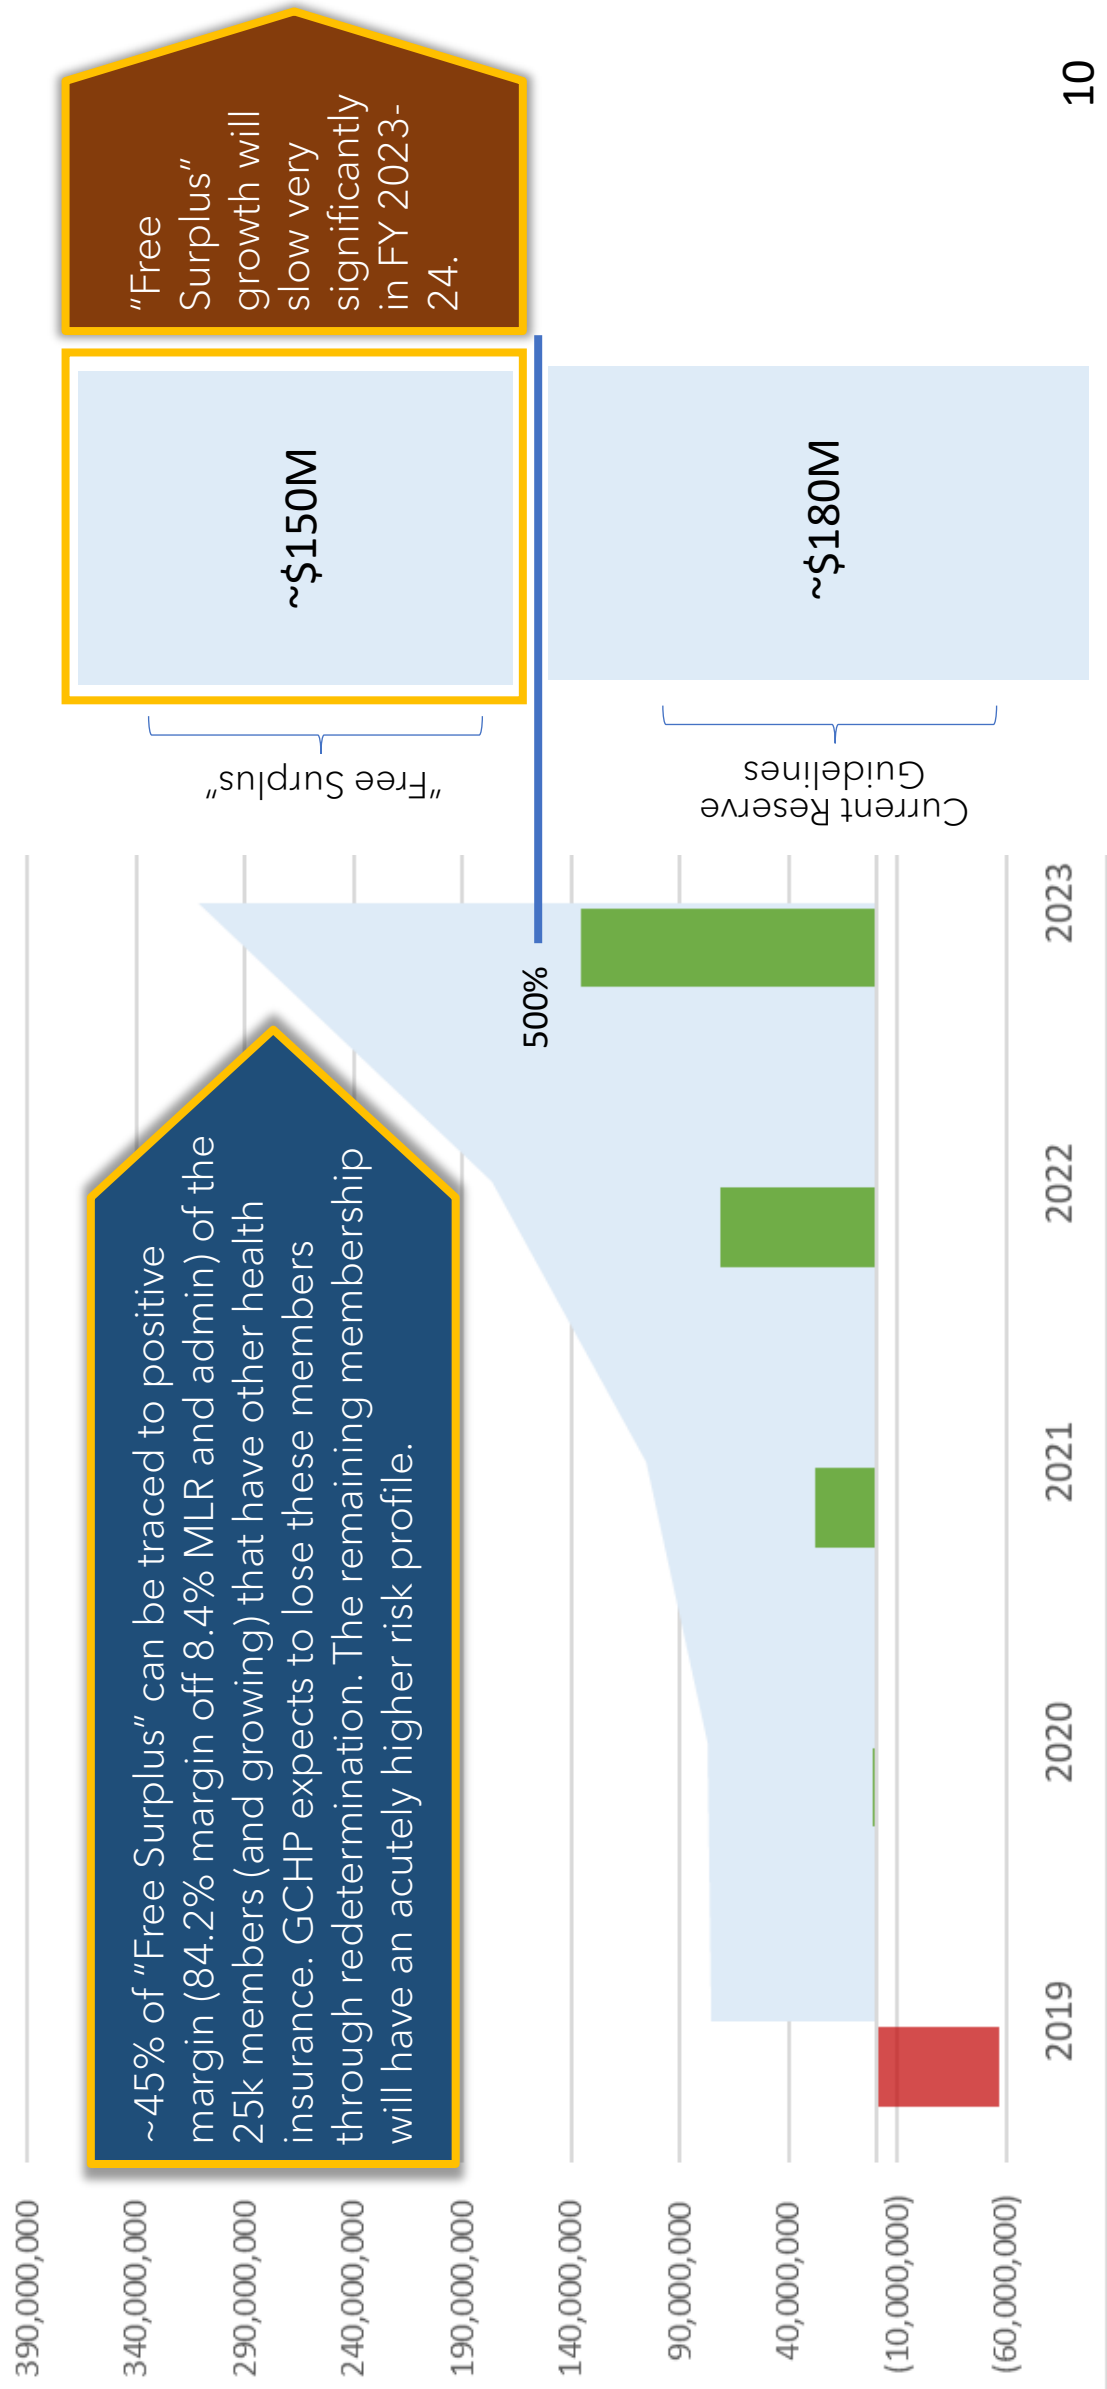 390,000,000
340,000,000
290,000,000
240,000,000
190,000,000
140,000,000
90,000,000
40,000,000
(10,000,000)
(60,000,000)
~45% of "Free Surplus" can be traced to positive
margin (84.2% margin off 8.4% MLR and admin) of the
25k members (and growing) that have other health
insurance. GCHP expects to lose these members
through redetermination. The remaining membership
will have an acutely higher risk profile.
500%
2019
2020
2021
2022
2023
"Free Surplus"
Current Reserve
Guidelines
~$150M
~$180M
"Free
Surplus"
growth will
slow very
significantly
in FY 2023-
24.
10